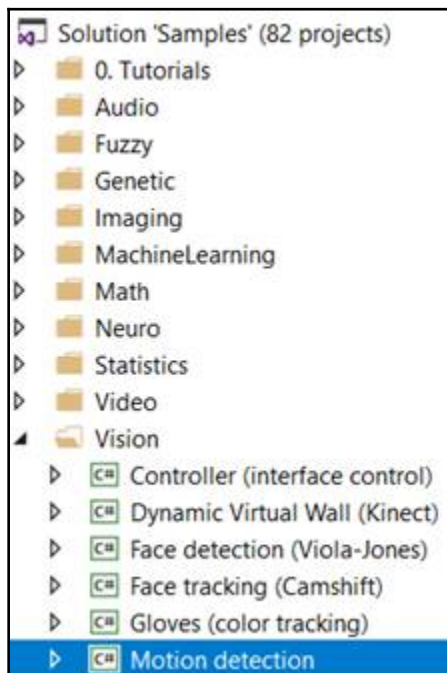 Solution 'Samples' (82 projects)
0. Tutorials
Audio
Fuzzy
Genetic
Imaging
MachineLearning
Math
Neuro
Statistics
Video
Vision
C# Controller (interface control)
C# Dynamic Virtual Wall (Kinect)
C# Face detection (Viola-Jones)
C# Face tracking (Camshift)
C# Gloves (color tracking)
C# Motion detection